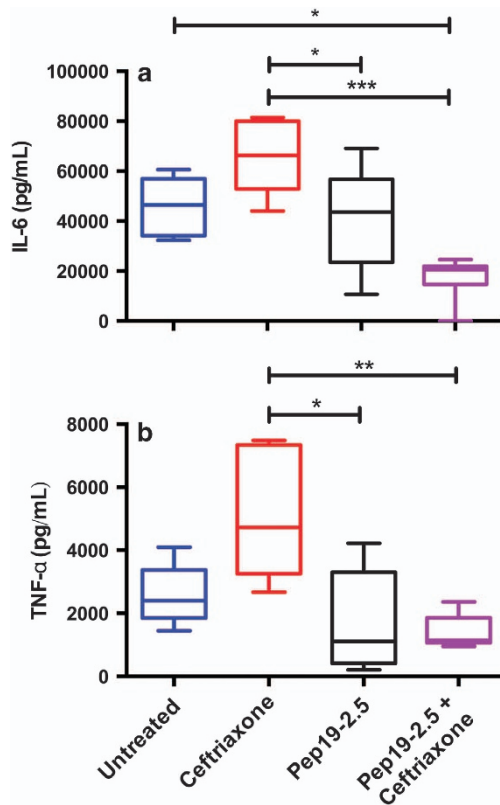 *
a
*
***
100000
80000
60000
40000
20000
0
IL-6 (pg/mL)
b
**
*
8000
6000
4000
2000
0
TNF-α (pg/mL)
Untreated
Ceftriaxone
Pep19-2.5
Pep19-2.5 +
Ceftriaxone